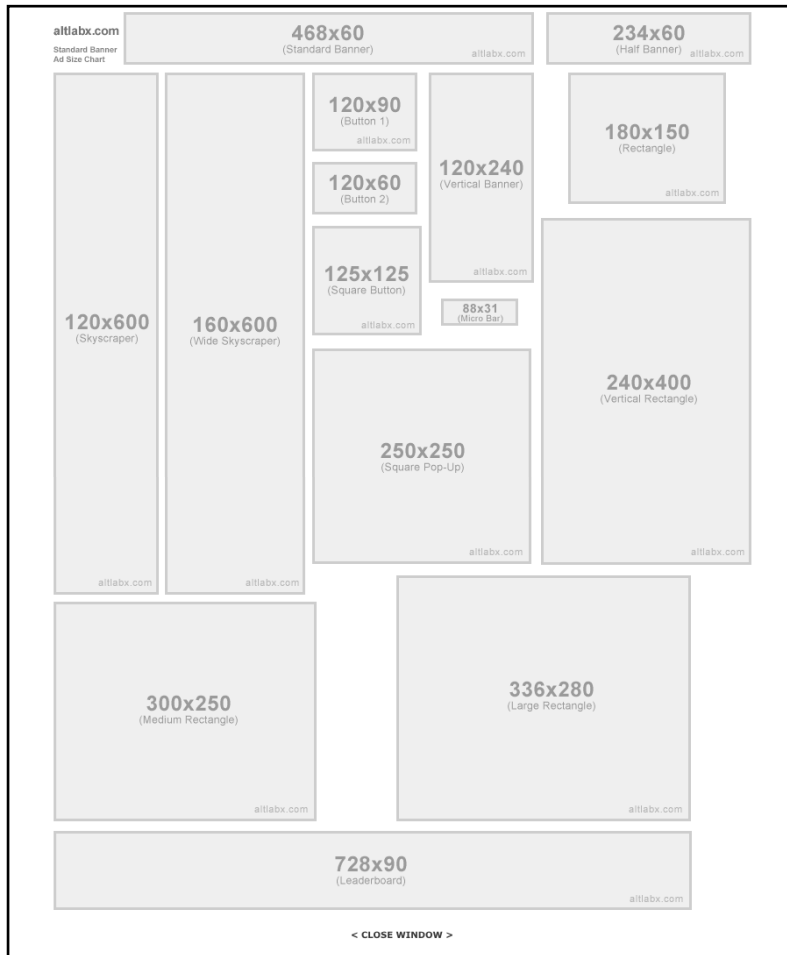 altlabx.com
Standard Banner
Ad Size Chart
468x60
(Standard Banner)
altlabx.com
234x60
(Half Banner)
altlabx.com
120x600
(Skyscraper)
altlabx.com
160x600
(Wide Skyscraper)
altlabx.com
120x90
(Button 1)
altlabx.com
120x60
(Button 2)
125x125
(Square Button)
altlabx.com
120x240
(Vertical Banner)
altlabx.com
88x31
(Micro Bar)
180x150
(Rectangle)
altlabx.com
240x400
(Vertical Rectangle)
altlabx.com
250x250
(Square Pop-Up)
altlabx.com
300x250
(Medium Rectangle)
altlabx.com
336x280
(Large Rectangle)
altlabx.com
728x90
(Leaderboard)
altlabx.com
< CLOSE WINDOW >